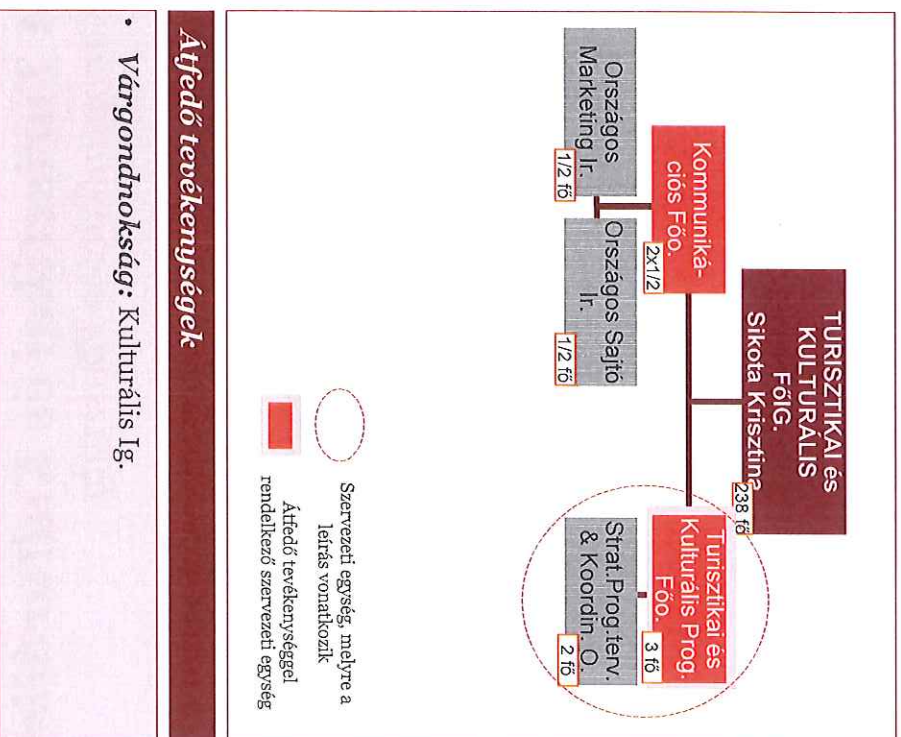 TURISZTIKAI és
KULTURÁLIS
FőIG.
Sikota Krisztina
238 fő
Kommuniká-
ciós Főo.
2x1/2
Turisztikai és
Kulturális Prog.
Főo.
3 fő
Országos
Marketing Ir.
1/2 fő
Országos Sajtó
Ir.
1/2 fő
Strat.Prog.terv.
& Koordin. O.
2 fő
Szervezeti egység, melyre a
leírás vonatkozik
Átfedő tevékenységgel
rendelkező szervezeti egység
Átfedő tevékenységek
• Várgondnokság: Kulturális Ig.